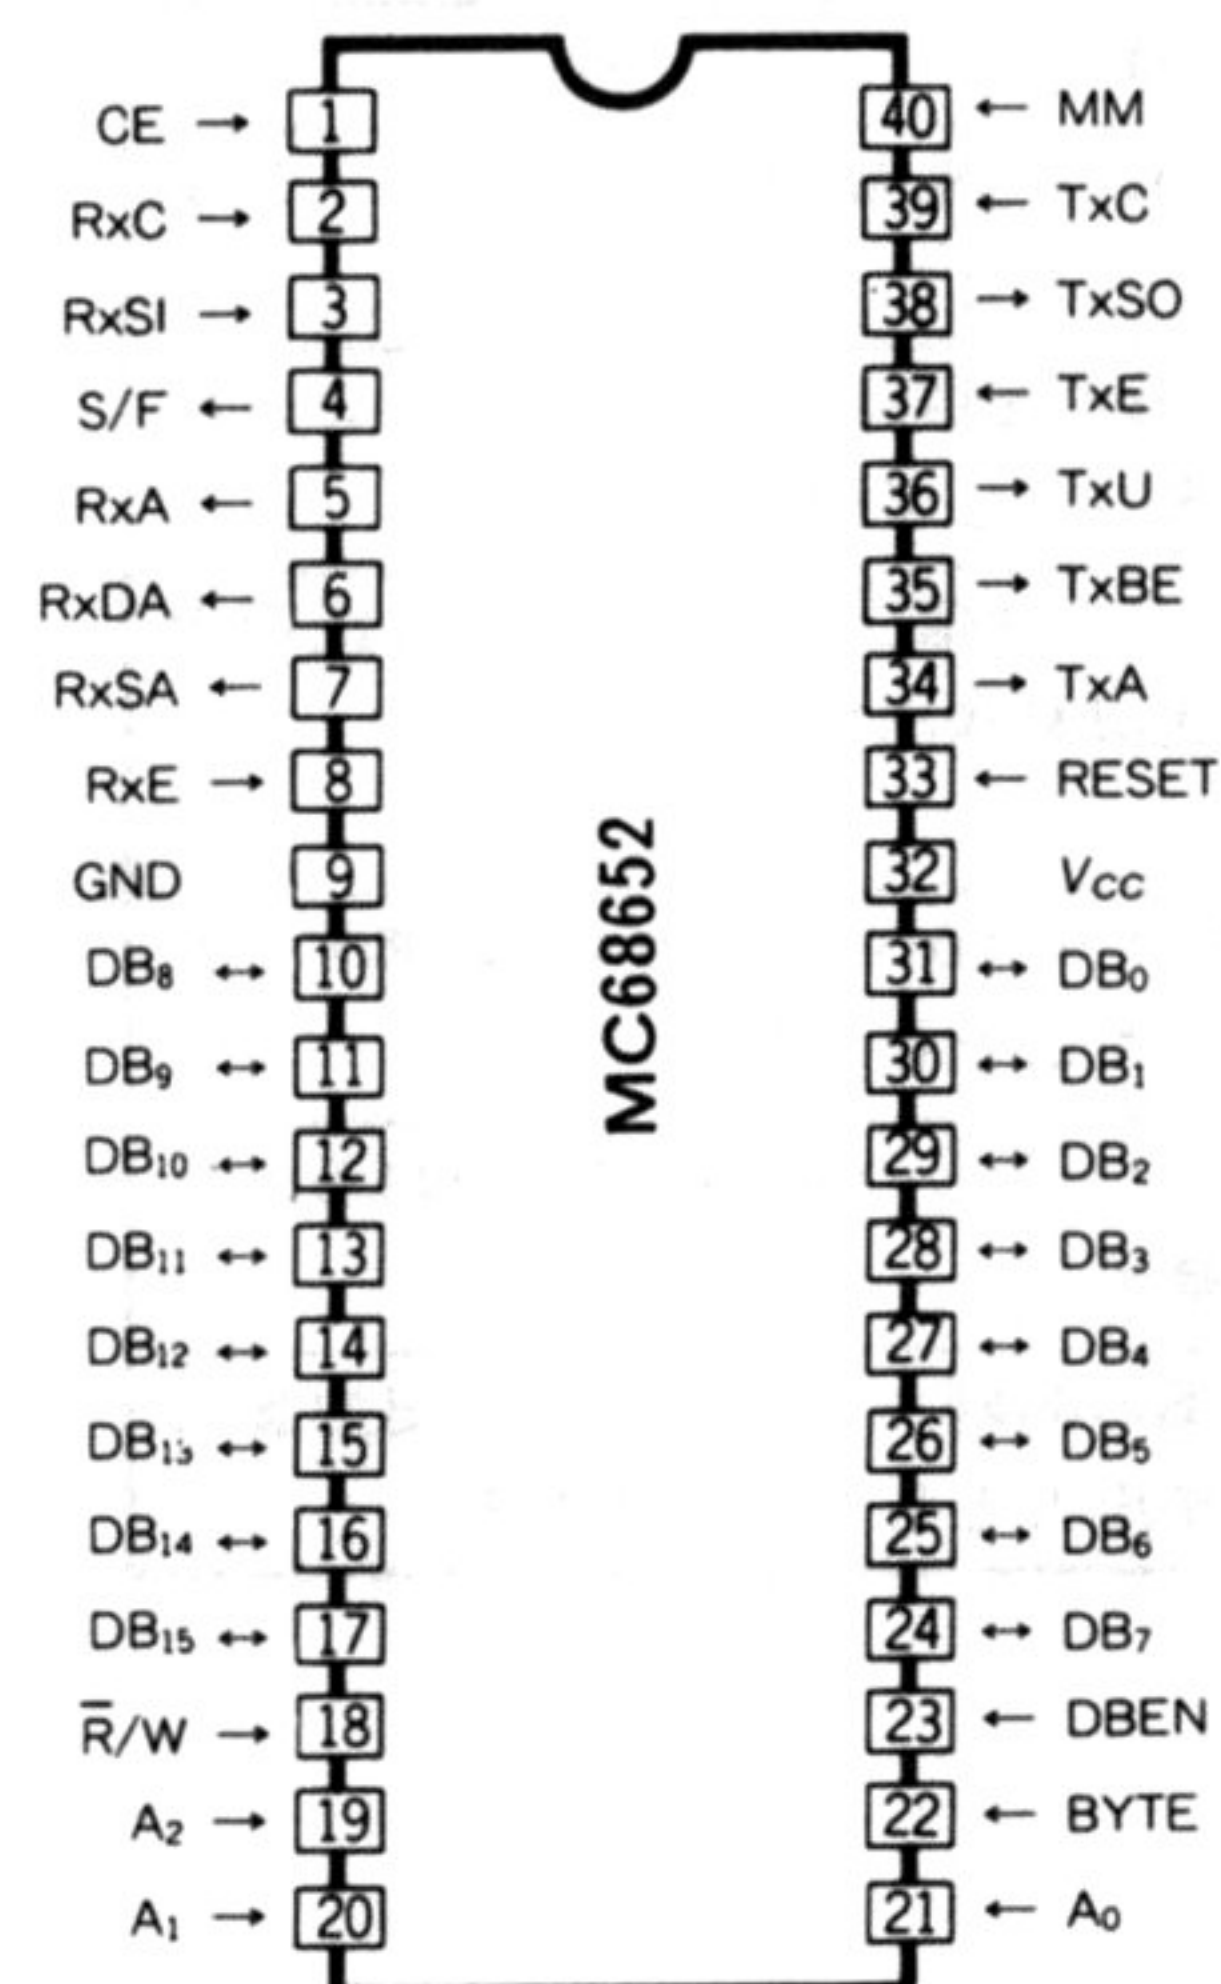 CE → 1 40 ← MM
RxC → 2 39 ← TxC
RxSI → 3 38 → TxSO
S/F ← 4 37 ← TxE
RxA ← 5 36 → TxU
RxDA ← 6 35 → TxBE
RxSA ← 7 34 → TxA
RxE → 8 33 ← RESET
GND 9 32 VCC
DB8 ↔ 10 31 ↔ DB0
DB9 ↔ 11 30 ↔ DB1
MC68652
DB10 ↔ 12 29 ↔ DB2
DB11 ↔ 13 28 ↔ DB3
DB12 ↔ 14 27 ↔ DB4
DB13 ↔ 15 26 ↔ DB5
DB14 ↔ 16 25 ↔ DB6
DB15 ↔ 17 24 ↔ DB7
R̅/W → 18 23 ← DBEN
A2 → 19 22 ← BYTE
A1 → 20 21 ← A0